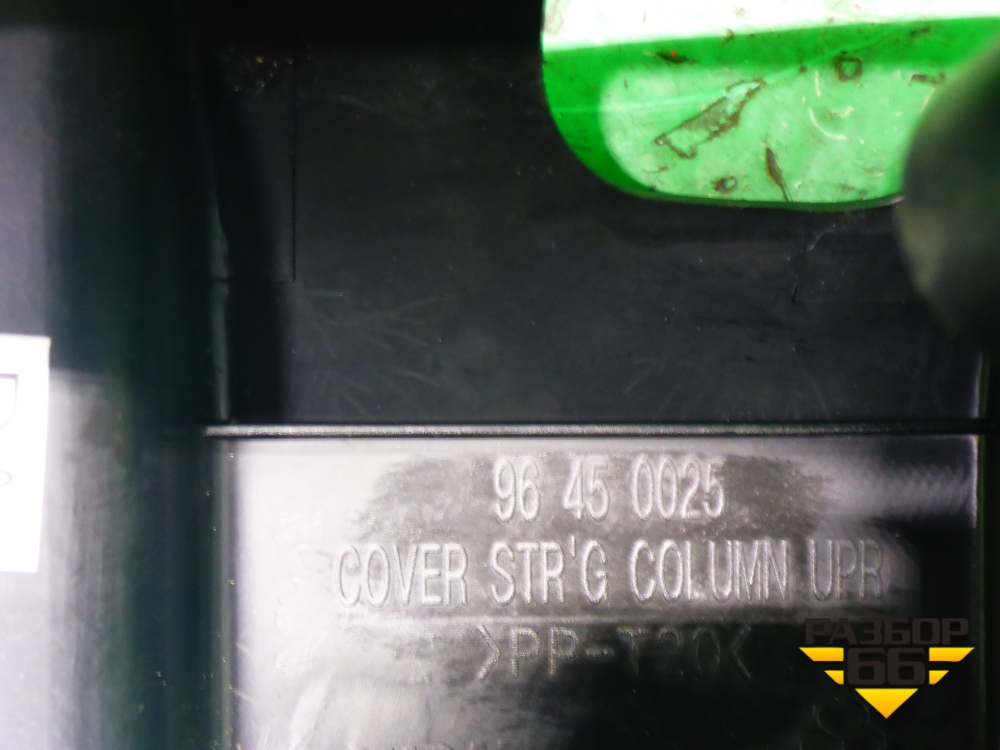 96 45 0025
COVER STR'G COLUMN UPR
>PP-T20<
РАЗБОР
66